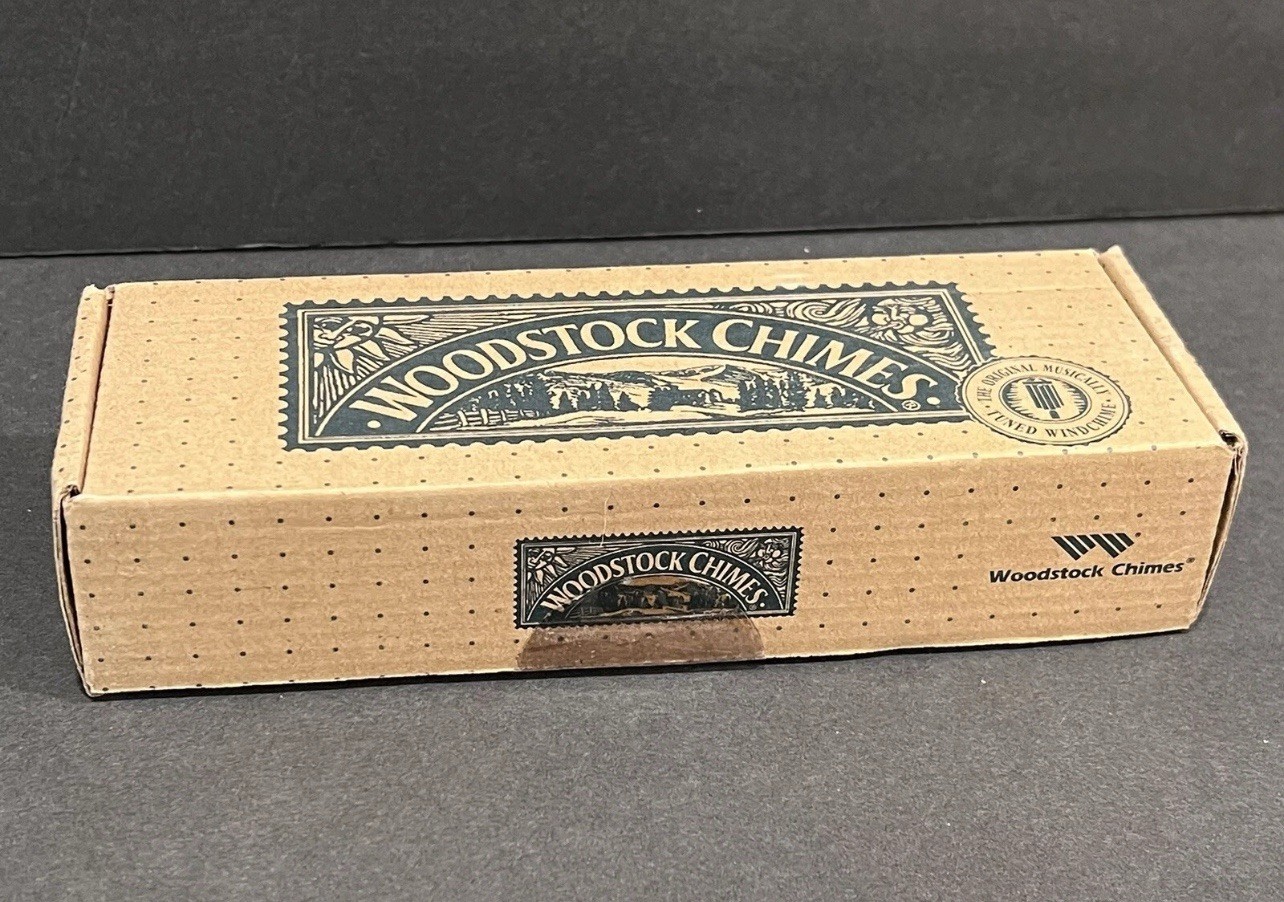 WOODSTOCK CHIMES®
THE ORIGINAL MUSICALLY
• TUNED WINDCHIME •
WOODSTOCK CHIMES
Woodstock Chimes®